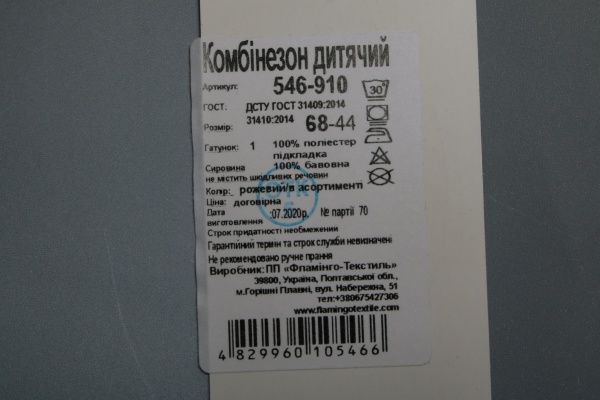 Комбінезон дитячий
Артикул: 546-910
30°
ГОСТ. ДСТУ ГОСТ 31409:2014
31410:2014
Розмір: 68-44
Гатунок: 1 100% поліестер
підкладка
Сировина 100% бавовна
не містить шкідливих речовин
Колір: рожевий/в асортименті
Ціна: договірна
Дата :07.2020р. № партії 70
виготовлення
Строк придатності необмежений
Гарантійний термін та строк служби невизначені
Не рекомендовано ручне прання
Виробник: ПП «Фламінго-Текстиль»
39800, Україна, Полтавської обл.,
м.Горішні Плавні, вул. Набережна, 51
тел:+380675427306
www.flamingotextile.com
4 829960 105466